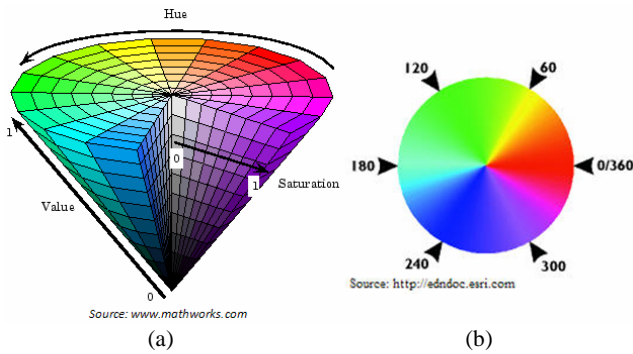 Hue
1
0
1
Saturation
Value
0
Source: www.mathworks.com
(a)
120
60
180
0/360
240
300
Source: http://edndoc.esri.com
(b)